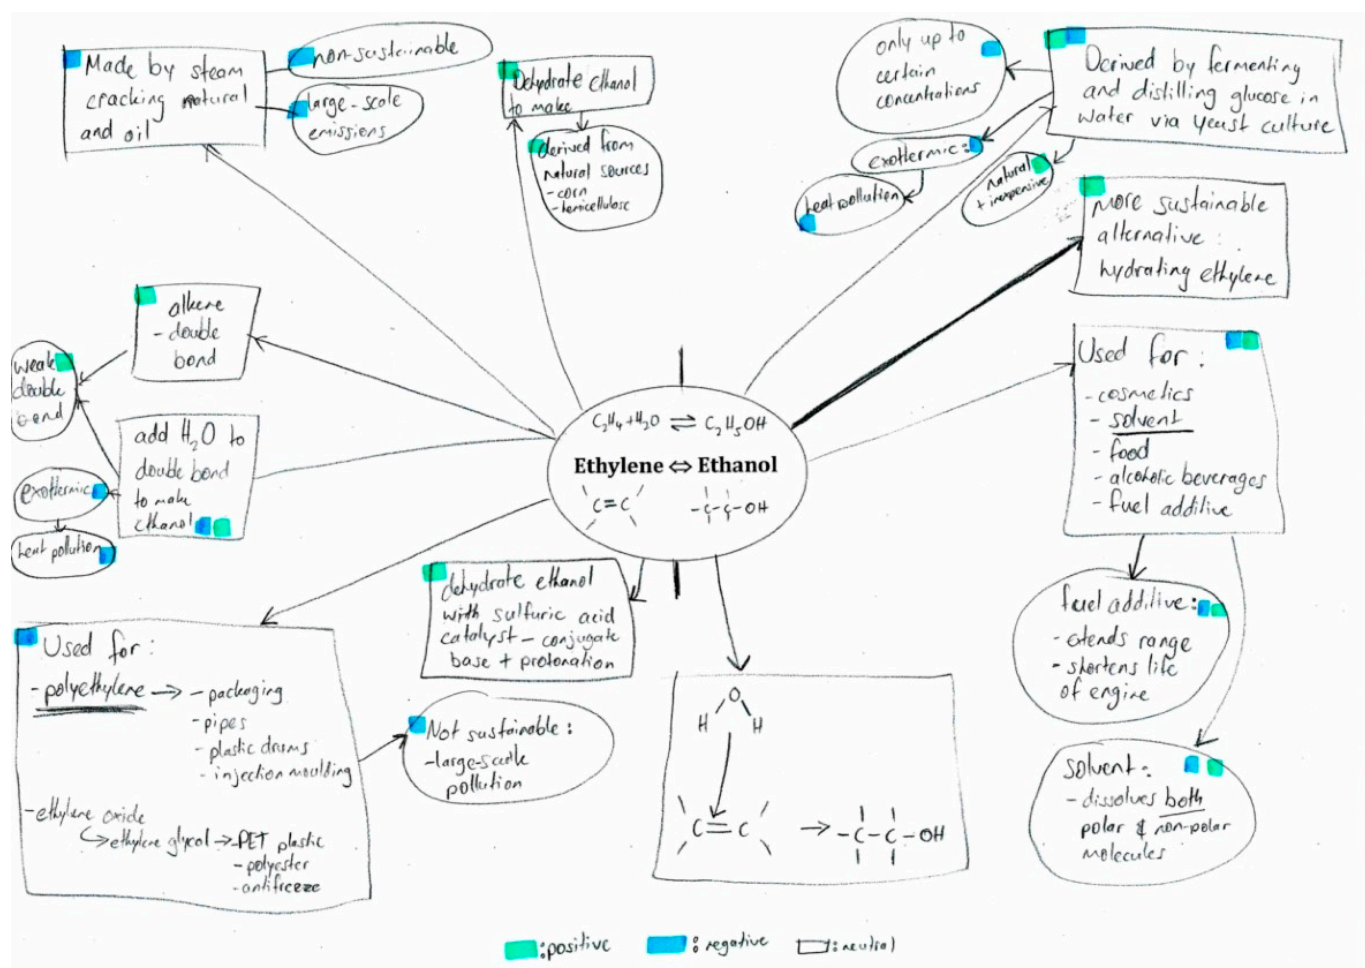 Made by steam
cracking natural
and oil
non-sustainable
large-scale
emissions
Dehydrate ethanol
to make
derived from
natural sources
- corn
- hemicellulose
only up to
certain
concentrations
Derived by fermenting
and distilling glucose in
water via yeast culture
exothermic:
heat pollution
natural
+ inexpensive
more sustainable
alternative:
hydrating ethylene
alkene
- double
bond
weak
double
bond
add H₂O to
double bond
to make
ethanol
exothermic
heat pollution
C₂H₄+H₂O ⇌ C₂H₅OH
Ethylene ⇔ Ethanol
C=C
-C-C-OH
Used for:
- cosmetics
- solvent
- food
- alcoholic beverages
- fuel additive
fuel additive:
- extends range
- shortens life
of engine
solvent:
- dissolves both
polar & non-polar
molecules
dehydrate ethanol
with sulfuric acid
catalyst - conjugate
base + protonation
Used for:
- polyethylene → - packaging
- pipes
- plastic drums
- injection moulding
- ethylene oxide
↳ ethylene glycol → - PET plastic
- polyester
- antifreeze
Not sustainable:
- large-scale
pollution
O
H H
C=C → -C-C-OH
:positive :negative :neutral